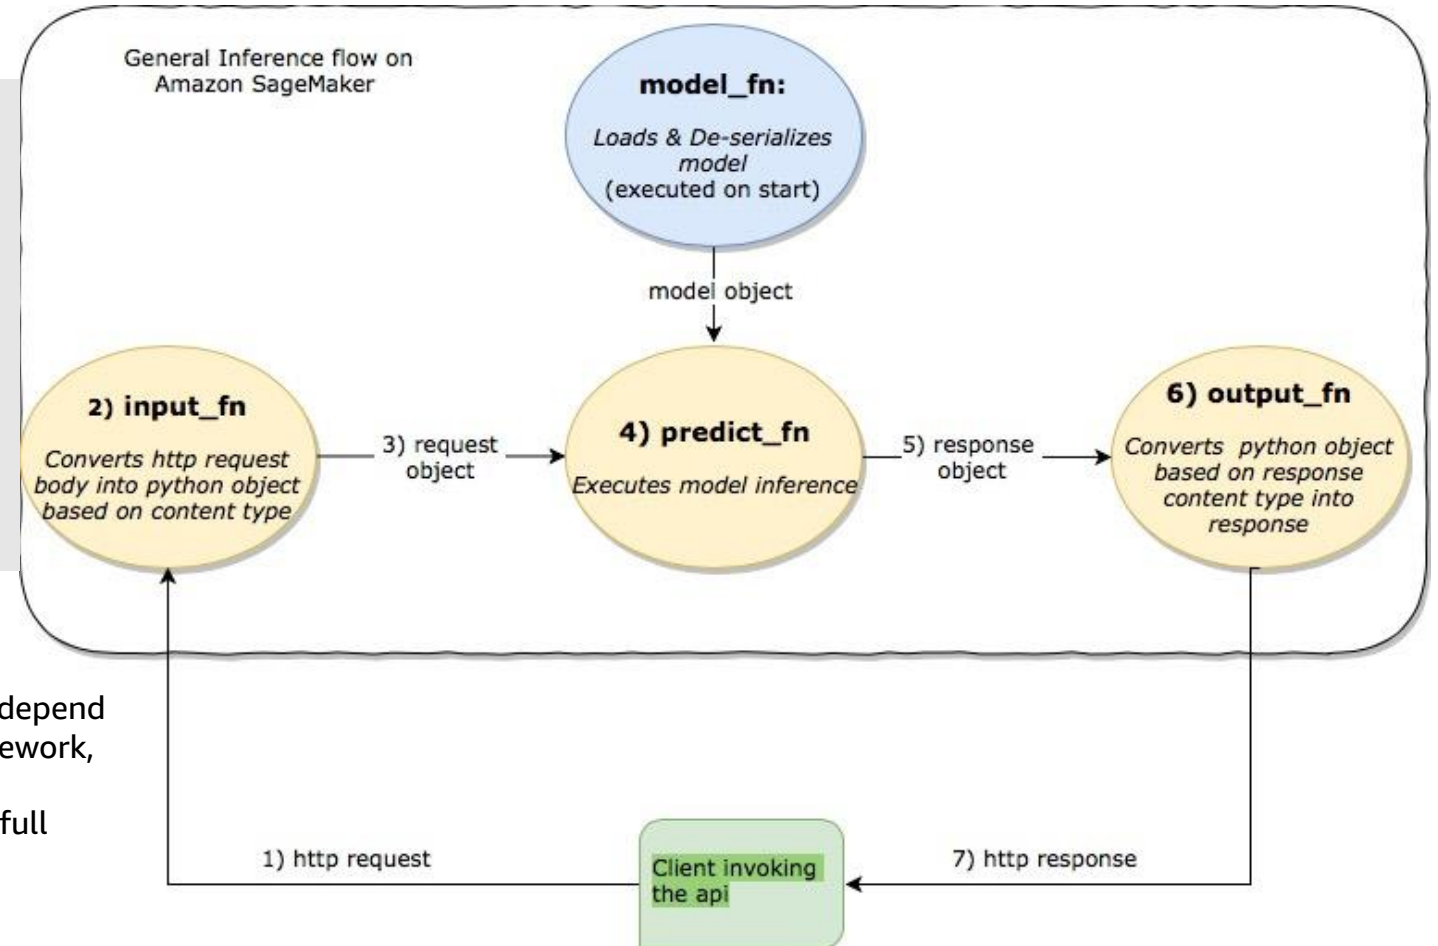 General Inference flow on
Amazon SageMaker
model_fn:
Loads & De-serializes
model
(executed on start)
model object
2) input_fn
Converts http request
body into python object
based on content type
3) request
object
4) predict_fn
Executes model inference
5) response
object
6) output_fn
Converts python object
based on response
content type into
response
depend
ework,
full
1) http request
Client invoking
the api
7) http response